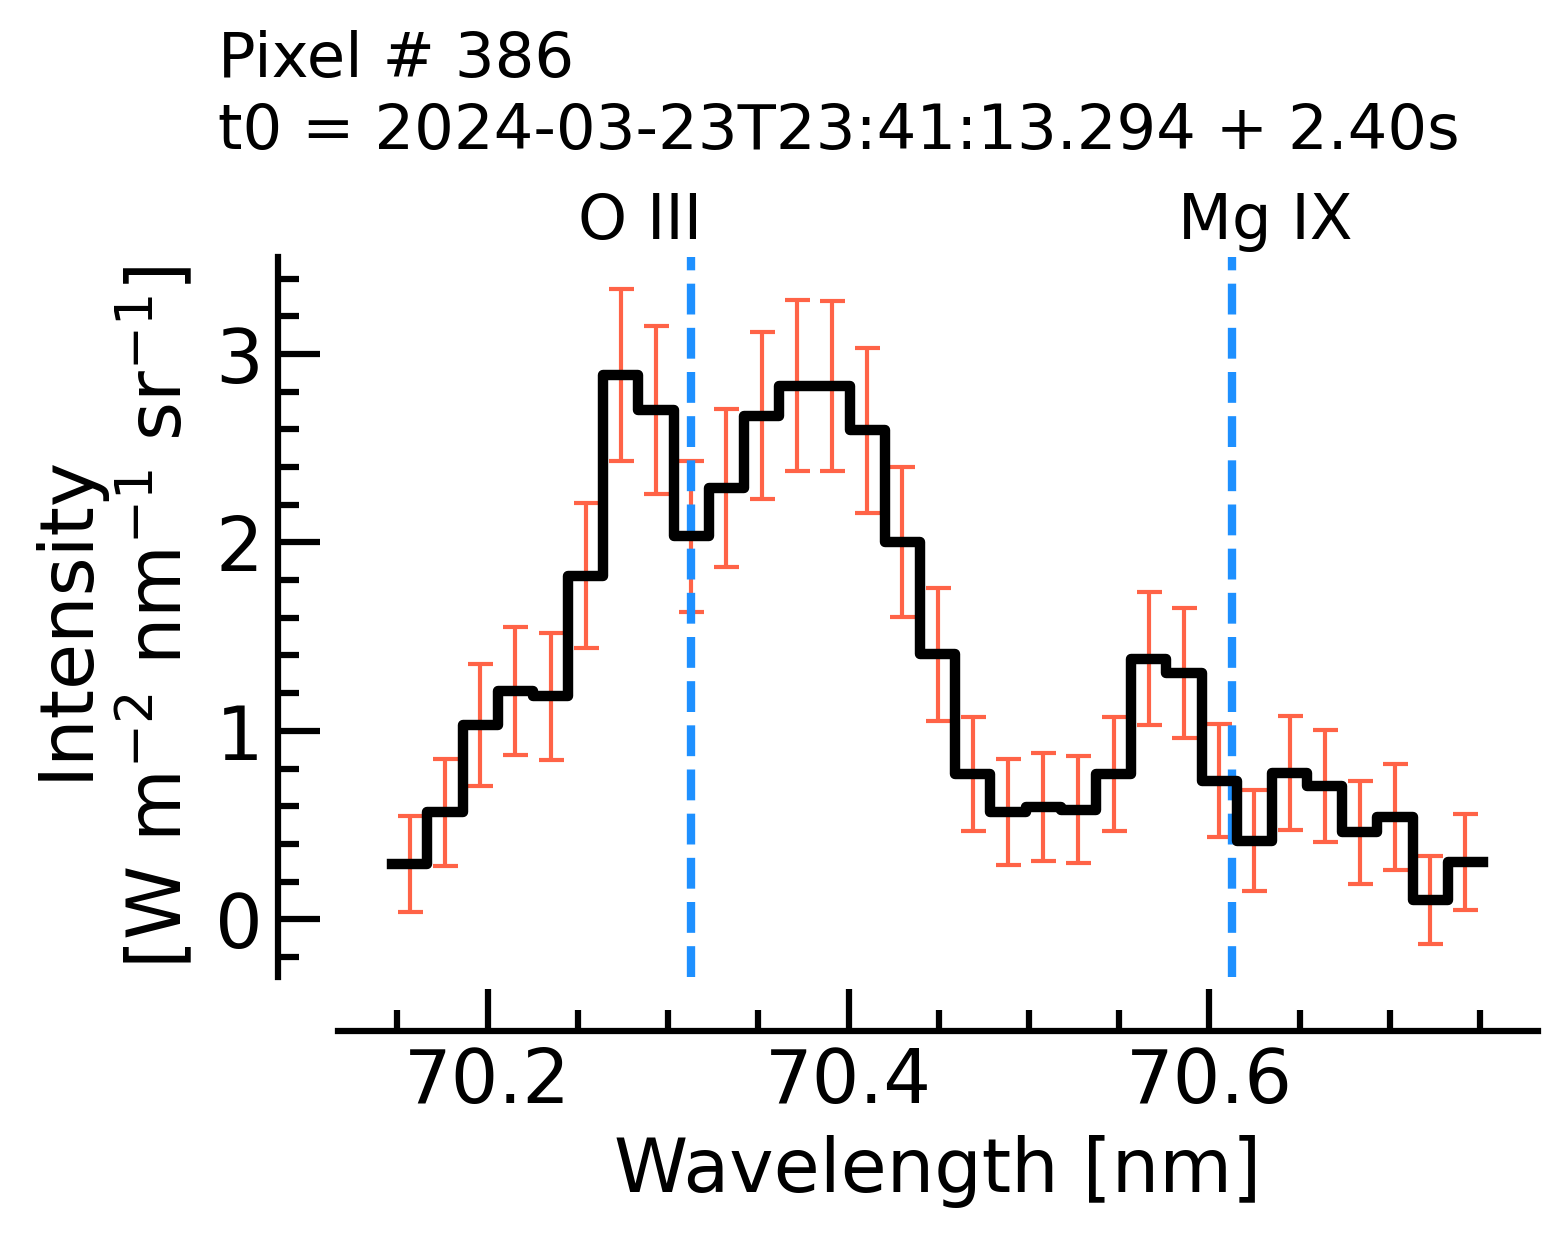 Pixel # 386
t0 = 2024-03-23T23:41:13.294 + 2.40s
O III
Mg IX
Intensity
[W m⁻² nm⁻¹ sr⁻¹]
3
2
1
0
70.2
70.4
70.6
Wavelength [nm]